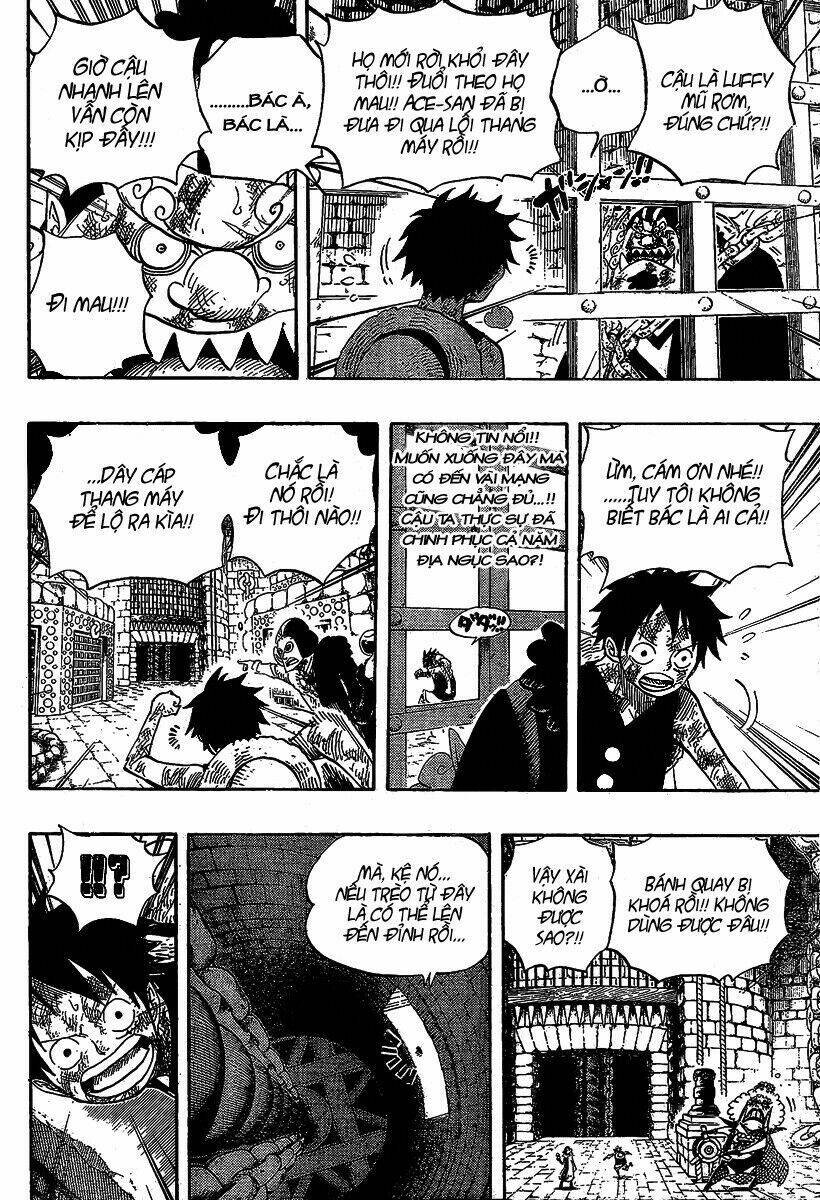 CẬU LÀ LUFFY
MŨ RƠM,
ĐÚNG CHỨ?!!
...Ờ...
HỌ MỚI RỜI KHỎI ĐÂY
THÔI!! ĐUỔI THEO HỌ
MAU!! ACE-SAN ĐÃ BỊ
ĐƯA ĐI QUA LỐI THANG
MÁY RỒI!!
.........BÁC À,
BÁC LÀ...
GIỜ CẬU
NHANH LÊN
VẪN CÒN
KỊP ĐẤY!!!
ĐI MAU!!!
ỪM, CÁM ƠN NHÉ!!
......TUY TÔI KHÔNG
BIẾT BÁC LÀ AI CẢ!!
KHÔNG TIN NỔI!!
MUỐN XUỐNG ĐÂY MÀ
CÓ ĐẾN VÀI MẠNG
CŨNG CHẲNG ĐỦ...!!
CẬU TA THỰC SỰ ĐÃ
CHINH PHỤC CẢ NĂM
ĐỊA NGỤC SAO?!
CHẮC LÀ
NÓ RỒI!
ĐI THÔI NÀO!!
...DÂY CÁP
THANG MÁY
ĐỂ LỘ RA KÌA!!
BÁNH QUAY BỊ
KHOÁ RỒI!! KHÔNG
DÙNG ĐƯỢC ĐÂU!!
VẬY XÀI
KHÔNG
ĐƯỢC
SAO?!!
MÀ, KỆ NÓ...
NẾU TRÈO TỪ ĐÂY
LÀ CÓ THỂ LÊN
ĐẾN ĐỈNH RỒI...
!!?